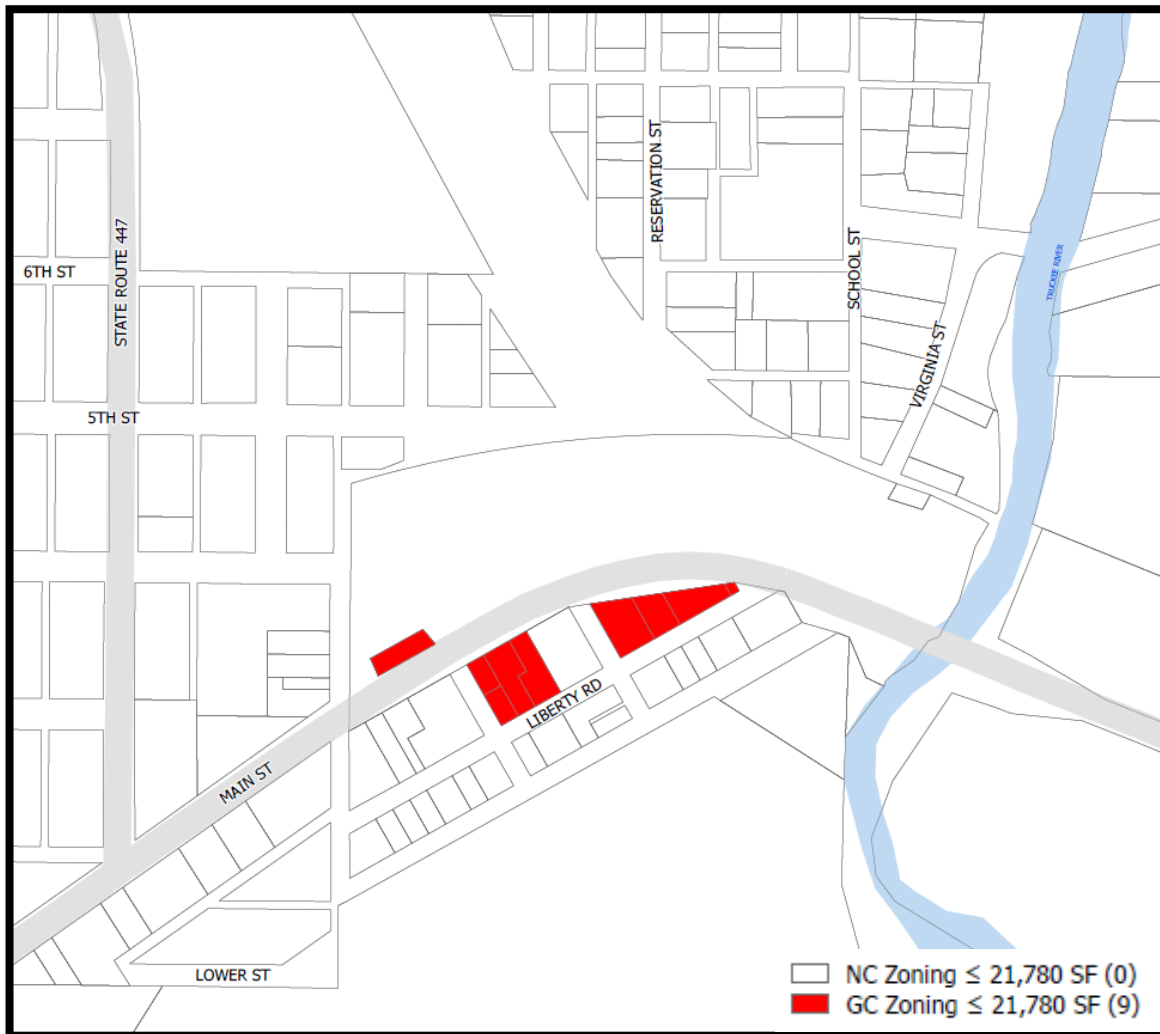 RESERVATION ST
STATE ROUTE 447
6TH ST
SCHOOL ST
TRUCKEE RIVER
VIRGINIA ST
5TH ST
LIBERTY RD
MAIN ST
LOWER ST
NC Zoning ≤ 21,780 SF (0)
GC Zoning ≤ 21,780 SF (9)